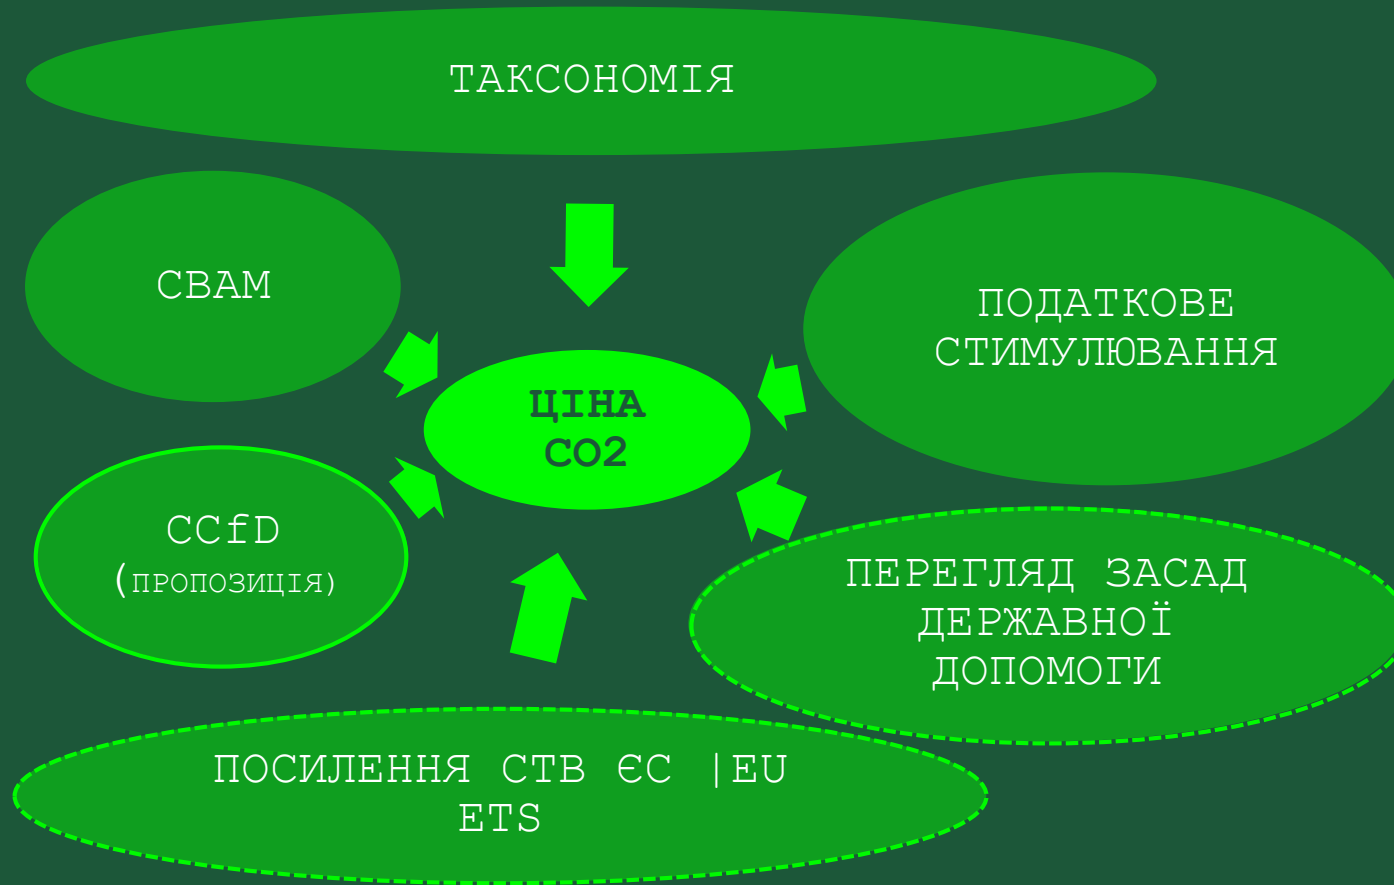 ТАКСОНОМІЯ
CBAM
ПОДАТКОВЕ
СТИМУЛЮВАННЯ
ЦІНА
CO2
CCfD
(ПРОПОЗИЦІЯ)
ПЕРЕГЛЯД ЗАСАД
ДЕРЖАВНОЇ
ДОПОМОГИ
ПОСИЛЕННЯ СТВ ЄС |EU
ETS